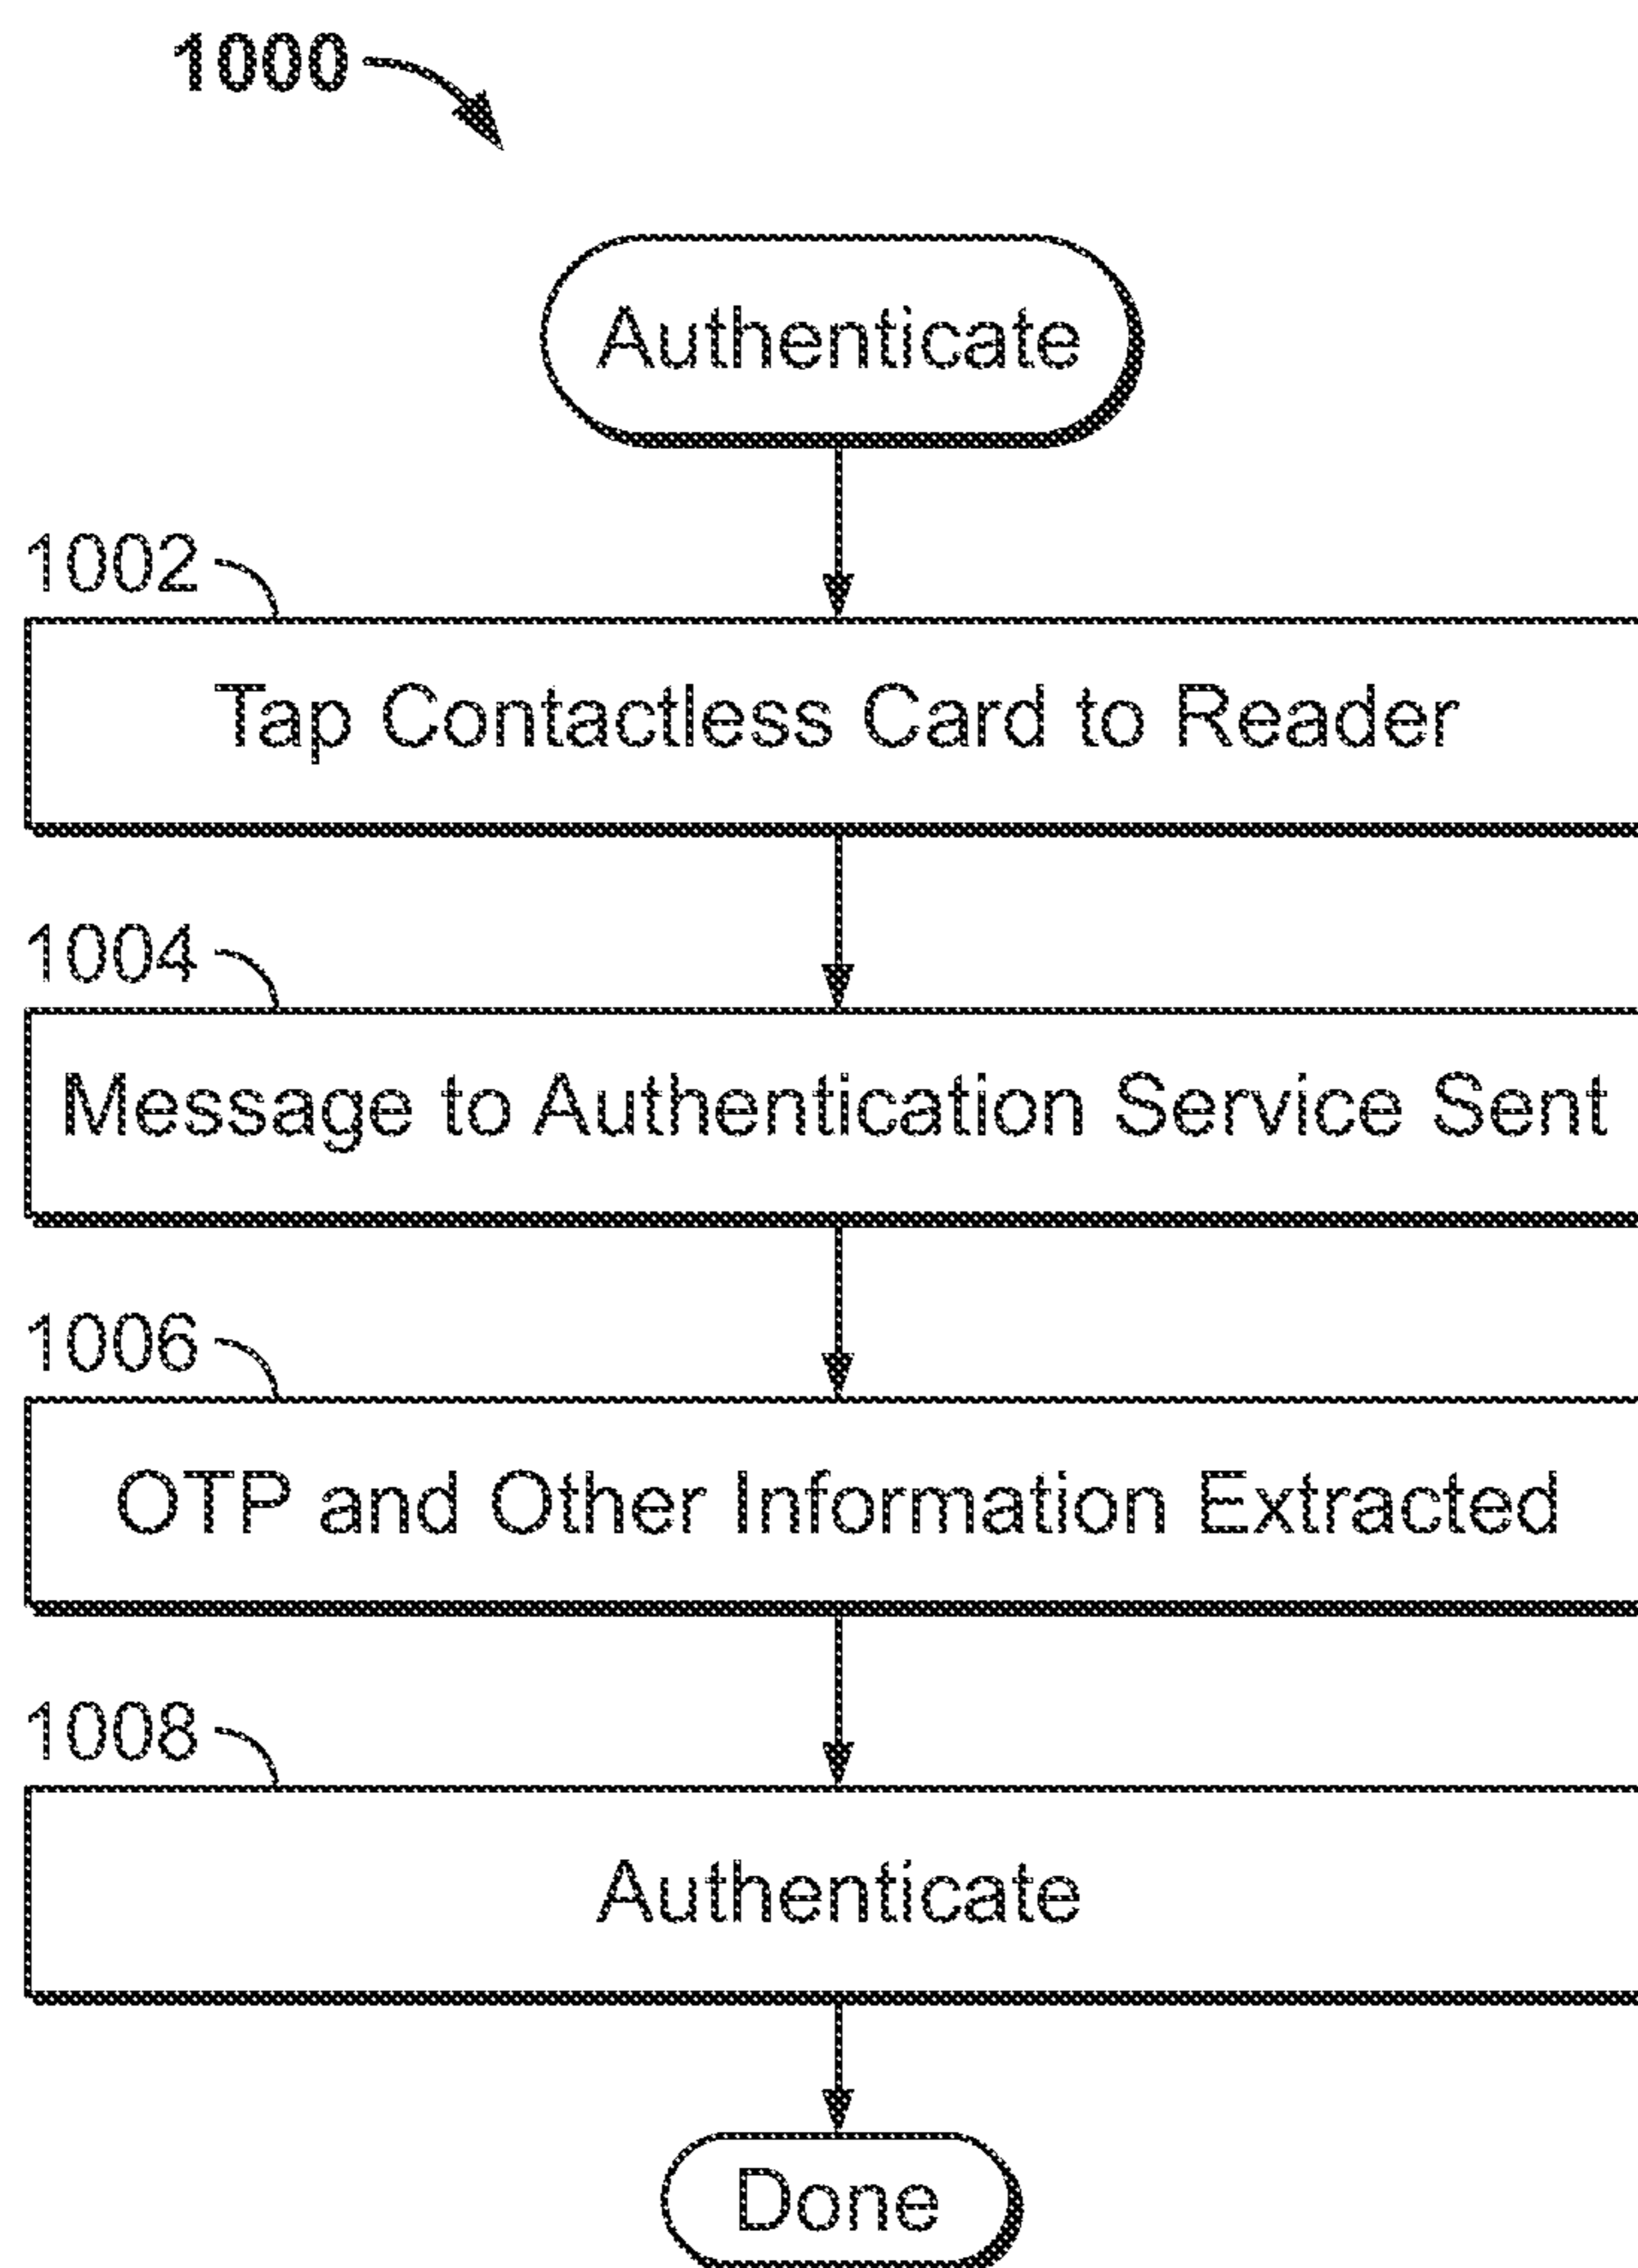 1000
Authenticate
1002
Tap Contactless Card to Reader
1004
Message to Authentication Service Sent
1006
OTP and Other Information Extracted
1008
Authenticate
Done